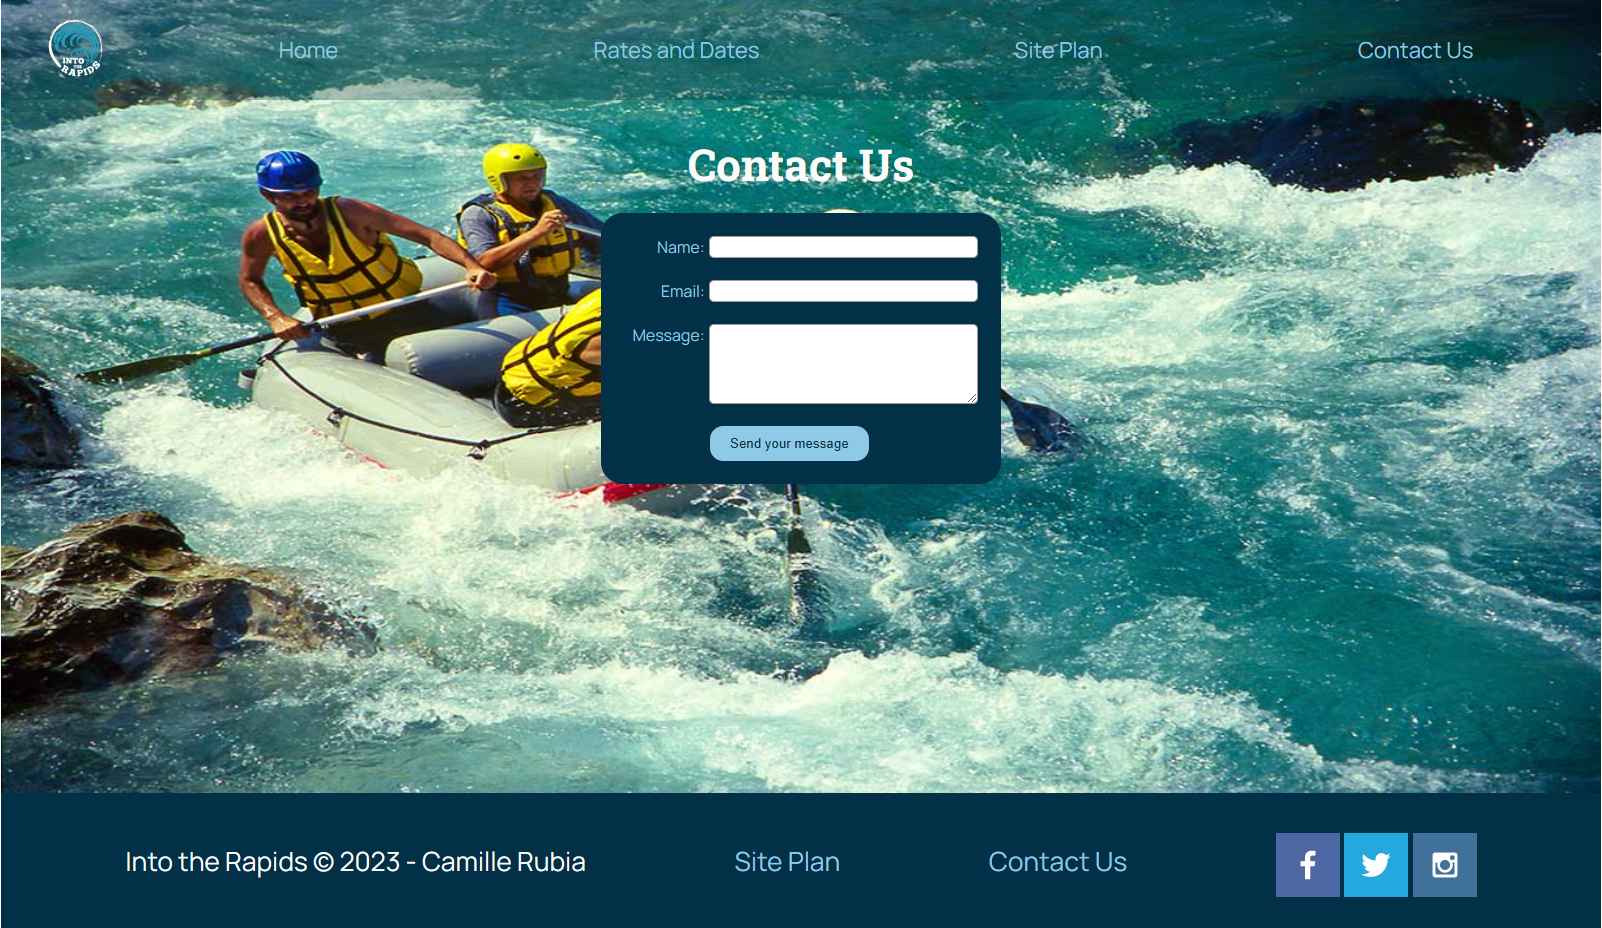 INTO
THE
RAPIDS
Home
Rates and Dates
Site Plan
Contact Us
Contact Us
Name:
Email:
Message:
Send your message
Into the Rapids © 2023 - Camille Rubia
Site Plan
Contact Us